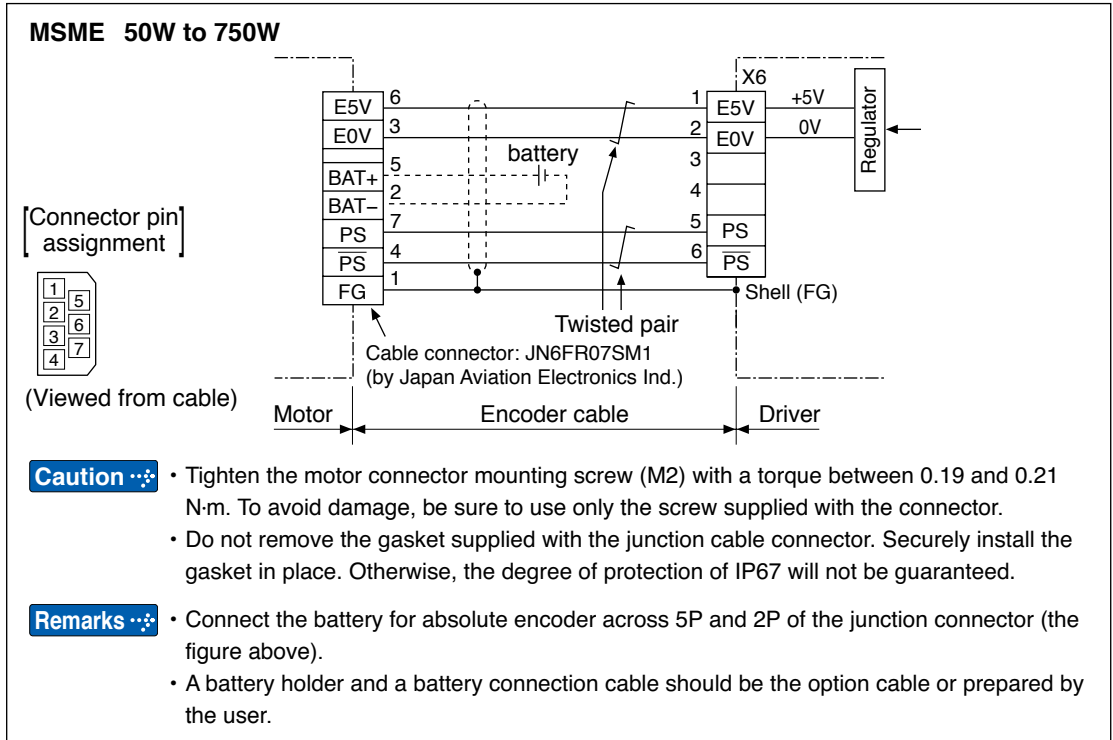 MSME 50W to 750W
X6
E5V 6 1 E5V +5V
E0V 3 2 E0V 0V
Regulator
battery
BAT+ 5 3
BAT– 2 4
PS 7 5 PS
P̅S̅ 4 6 P̅S̅
FG 1 Shell (FG)
Twisted pair
[Connector pin assignment]
1
2
3
4
5
6
7
(Viewed from cable)
Cable connector: JN6FR07SM1
(by Japan Aviation Electronics Ind.)
Motor Encoder cable Driver
Caution
・Tighten the motor connector mounting screw (M2) with a torque between 0.19 and 0.21
N·m. To avoid damage, be sure to use only the screw supplied with the connector.
・Do not remove the gasket supplied with the junction cable connector. Securely install the
gasket in place. Otherwise, the degree of protection of IP67 will not be guaranteed.
Remarks
・Connect the battery for absolute encoder across 5P and 2P of the junction connector (the
figure above).
・A battery holder and a battery connection cable should be the option cable or prepared by
the user.